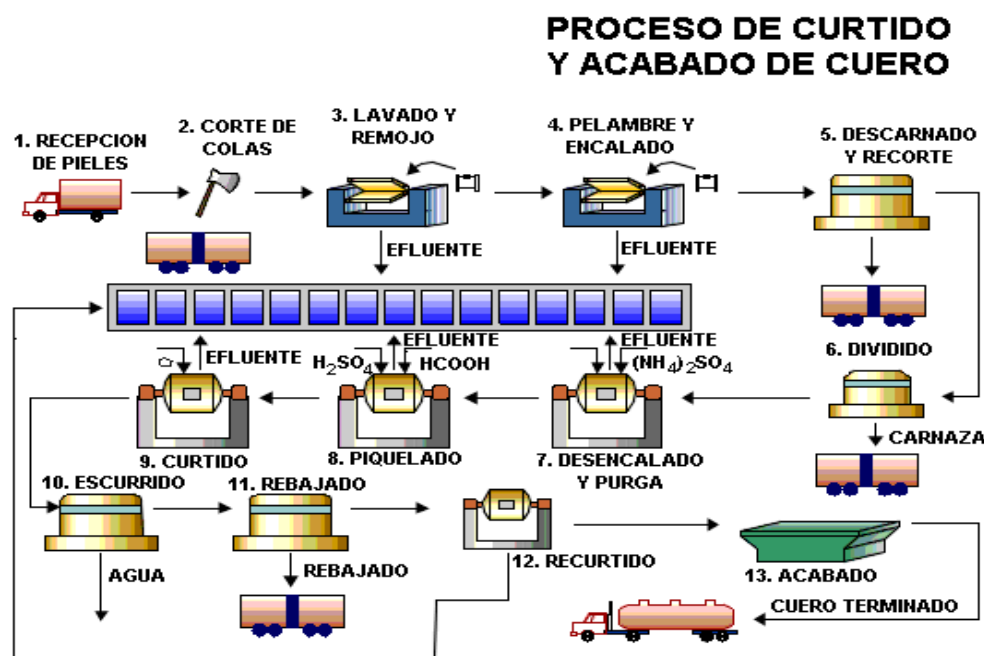 PROCESO DE CURTIDO
Y ACABADO DE CUERO
1. RECEPCION
DE PIELES
2. CORTE DE
COLAS
3. LAVADO Y
REMOJO
4. PELAMBRE Y
ENCALADO
5. DESCARNADO
Y RECORTE
EFLUENTE
EFLUENTE
6. DIVIDIDO
EFLUENTE
H2SO4
EFLUENTE
HCOOH
EFLUENTE
(NH4)2SO4
CARNAZA
9. CURTIDO
8. PIQUELADO
7. DESENCALADO
Y PURGA
10. ESCURRIDO
11. REBAJADO
12. RECURTIDO
13. ACABADO
AGUA
REBAJADO
CUERO TERMINADO